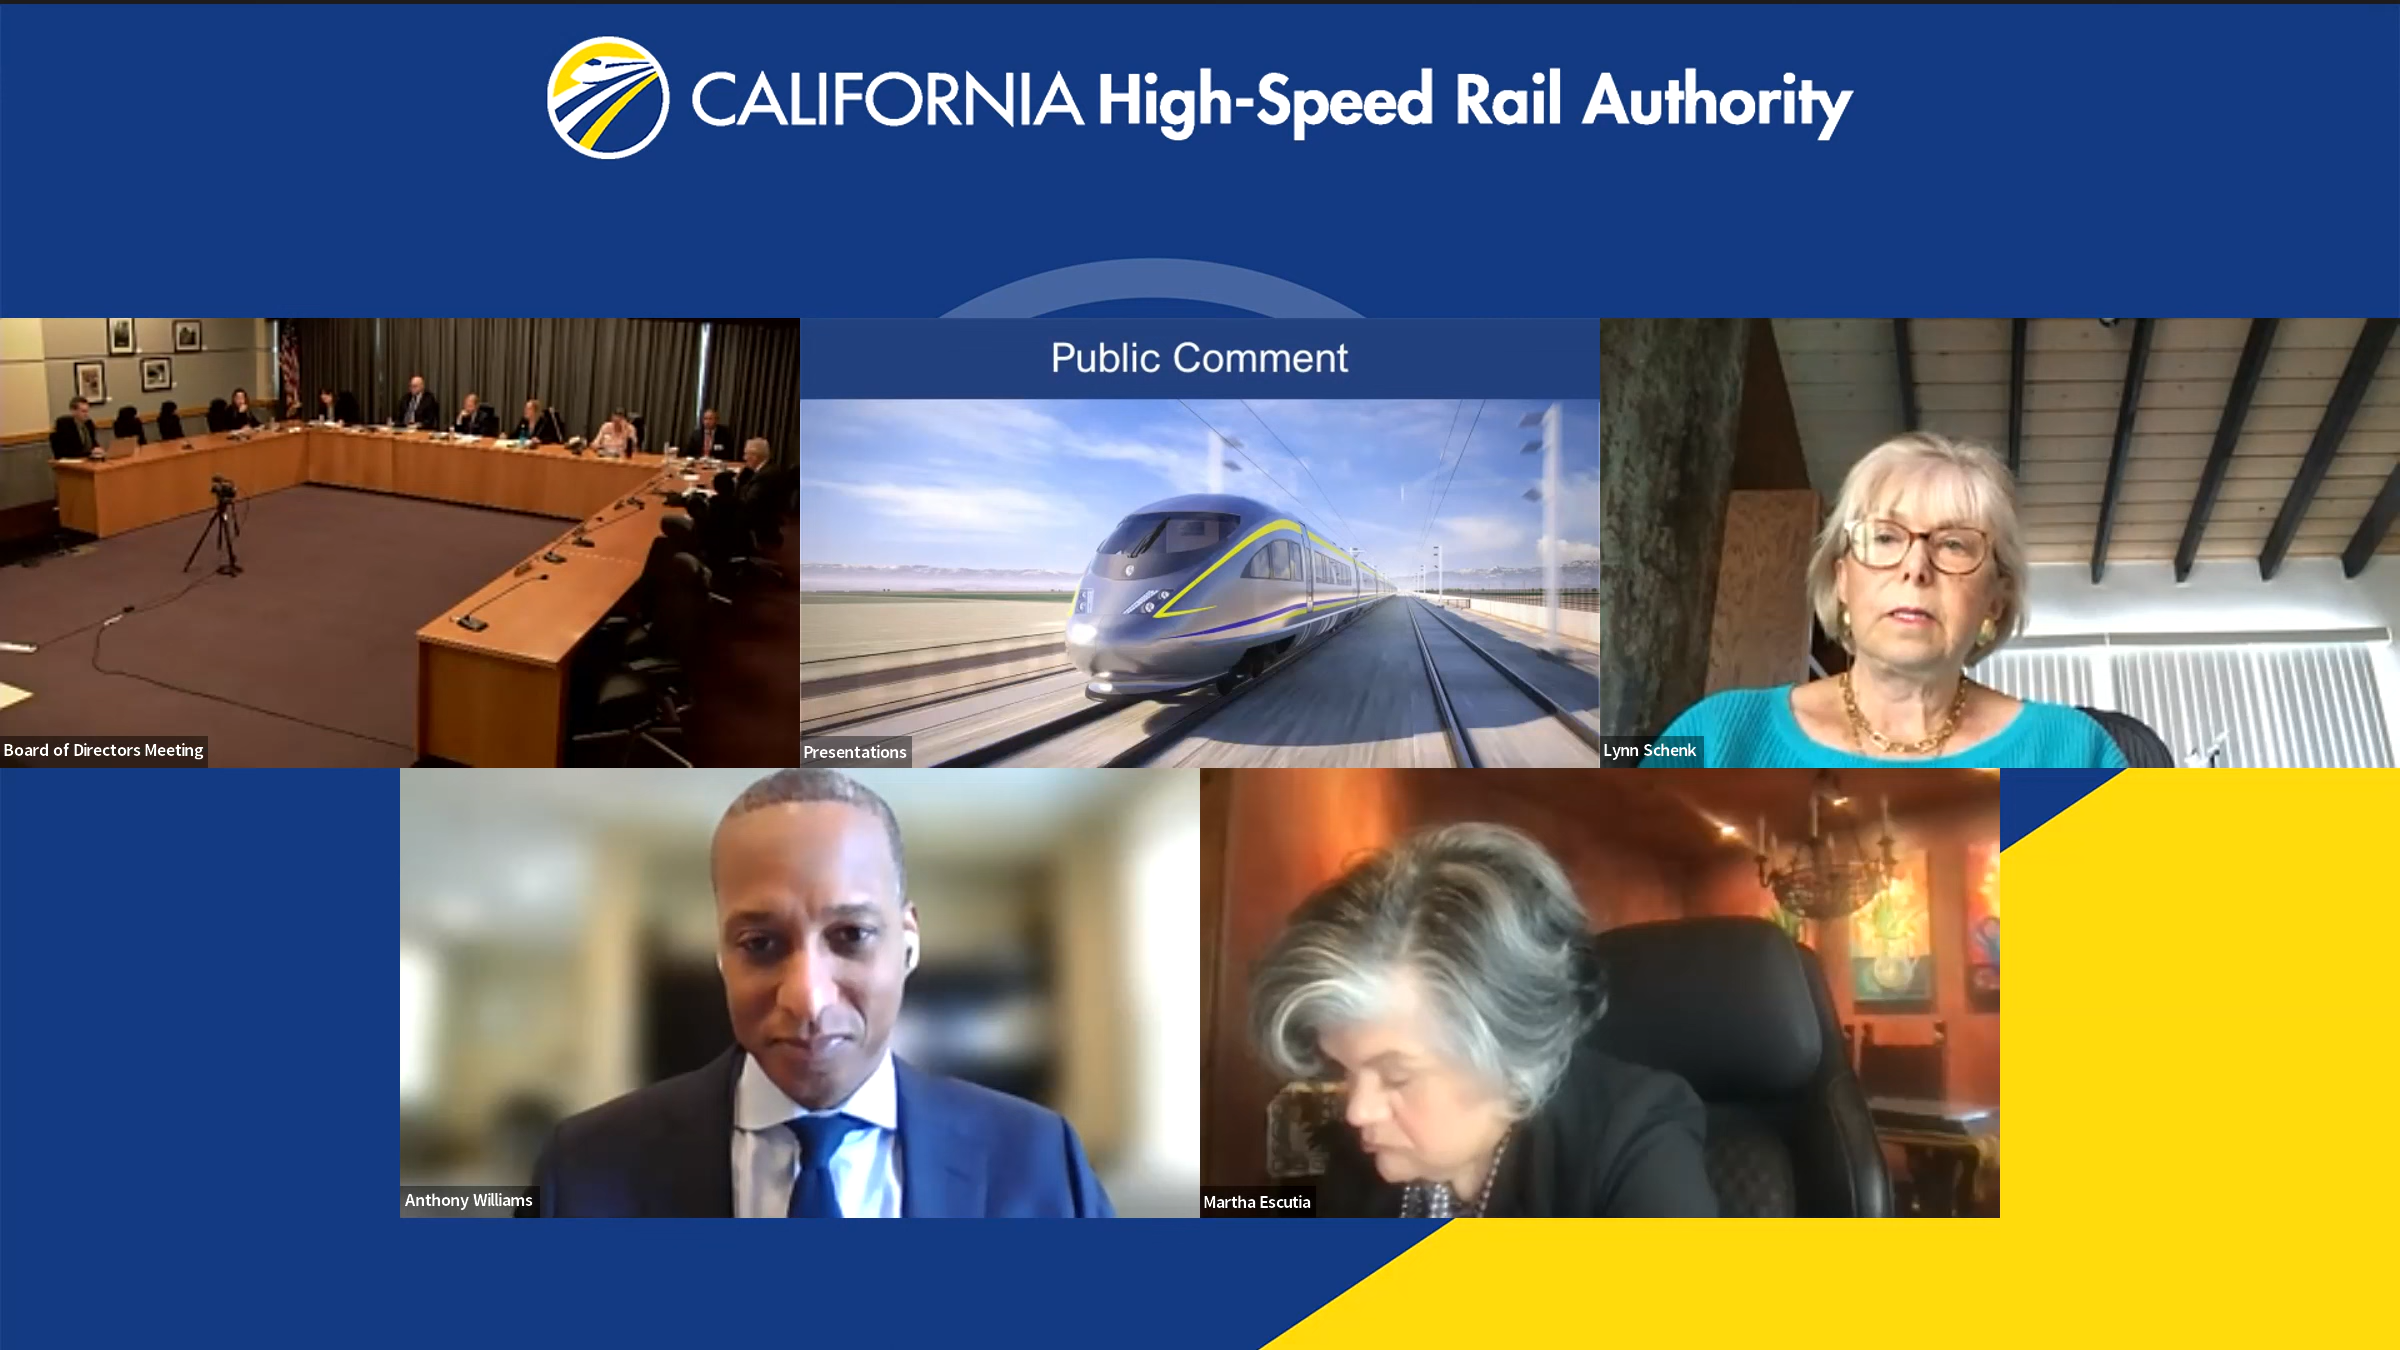 CALIFORNIA High-Speed Rail Authority
Public Comment
Board of Directors Meeting
Presentations
Lynn Schenk
Anthony Williams
Martha Escutia